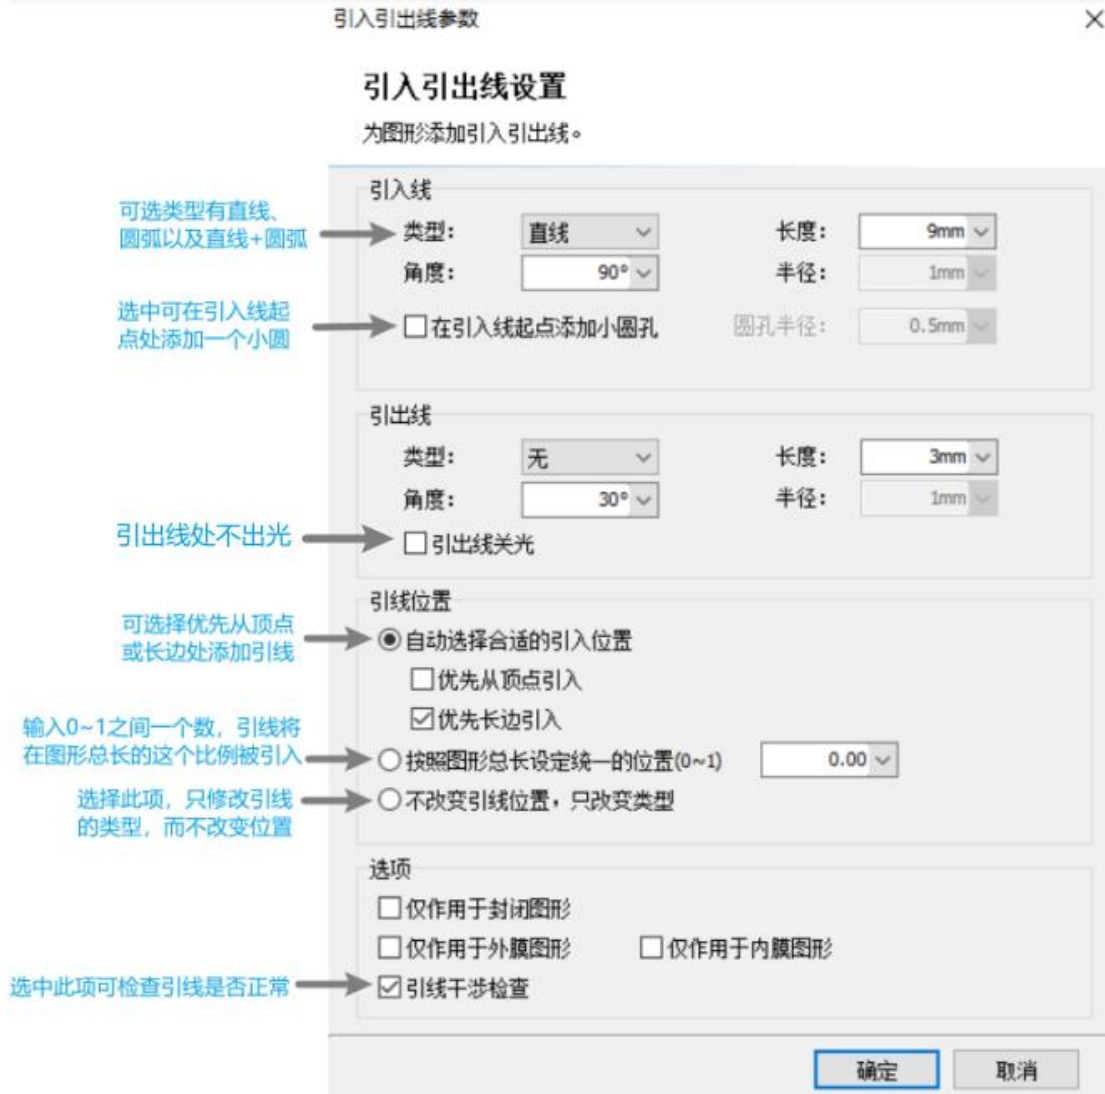 引入引出线参数
引入引出线设置
为图形添加引入引出线。
引入线
可选类型有直线、
圆弧以及直线+圆弧
类型： 直线 长度： 9mm
角度： 90° 半径： 1mm
选中可在引入线起
点处添加一个小圆
在引入线起点添加小圆孔 圆孔半径： 0.5mm
引出线
类型： 无 长度： 3mm
角度： 30° 半径： 1mm
引出线处不出光
引出线关光
引线位置
可选择优先从顶点
或长边处添加引线
自动选择合适的引入位置
优先从顶点引入
优先长边引入
输入0~1之间一个数，引线将
在图形总长的这个比例被引入
按照图形总长设定统一的位置(0~1) 0.00
选择此项，只修改引线
的类型，而不改变位置
不改变引线位置，只改变类型
选项
仅作用于封闭图形
仅作用于外膜图形 仅作用于内膜图形
选中此项可检查引线是否正常
引线干涉检查
确定 取消